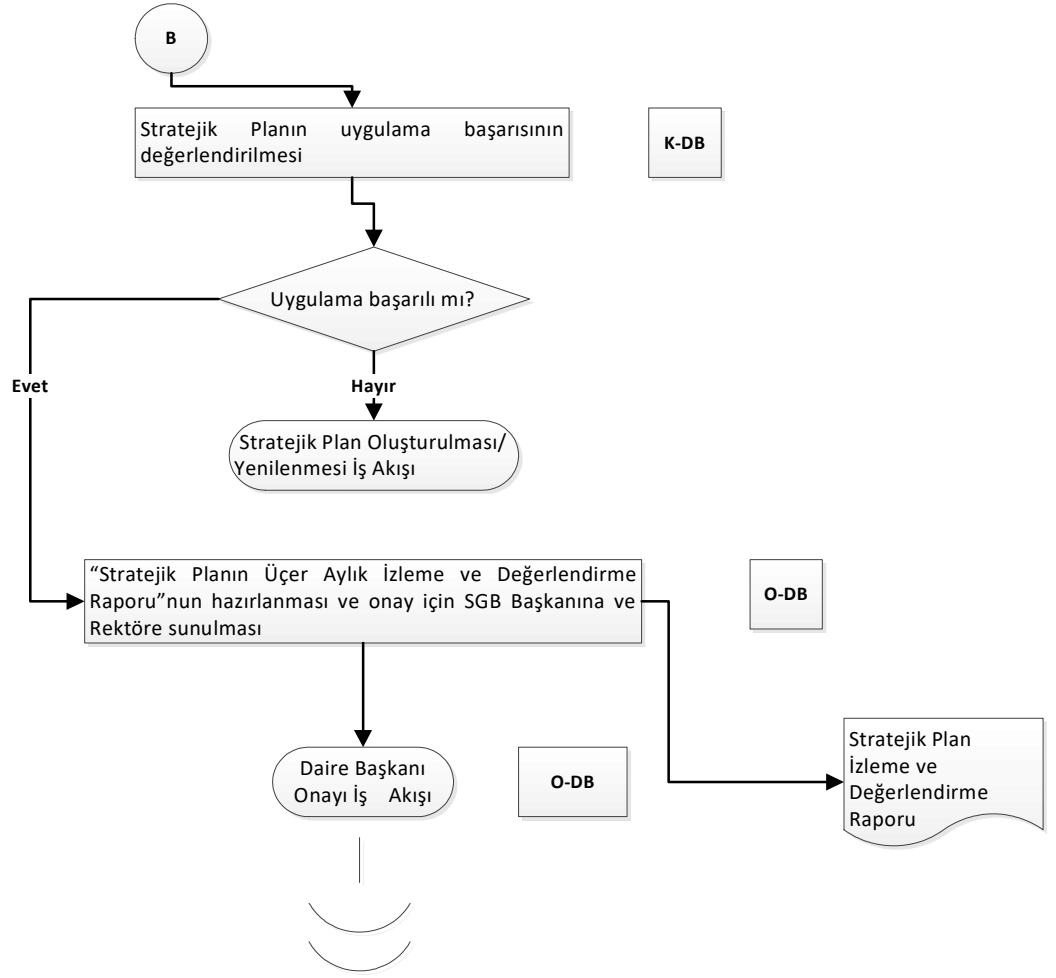 B
Stratejik Planın uygulama başarısının
değerlendirilmesi
K-DB
Uygulama başarılı mı?
Evet
Hayır
Stratejik Plan Oluşturulması/
Yenilenmesi İş Akışı
“Stratejik Planın Üçer Aylık İzleme ve Değerlendirme
Raporu”nun hazırlanması ve onay için SGB Başkanına ve
Rektöre sunulması
O-DB
Daire Başkanı
Onayı İş Akışı
O-DB
Stratejik Plan
İzleme ve
Değerlendirme
Raporu